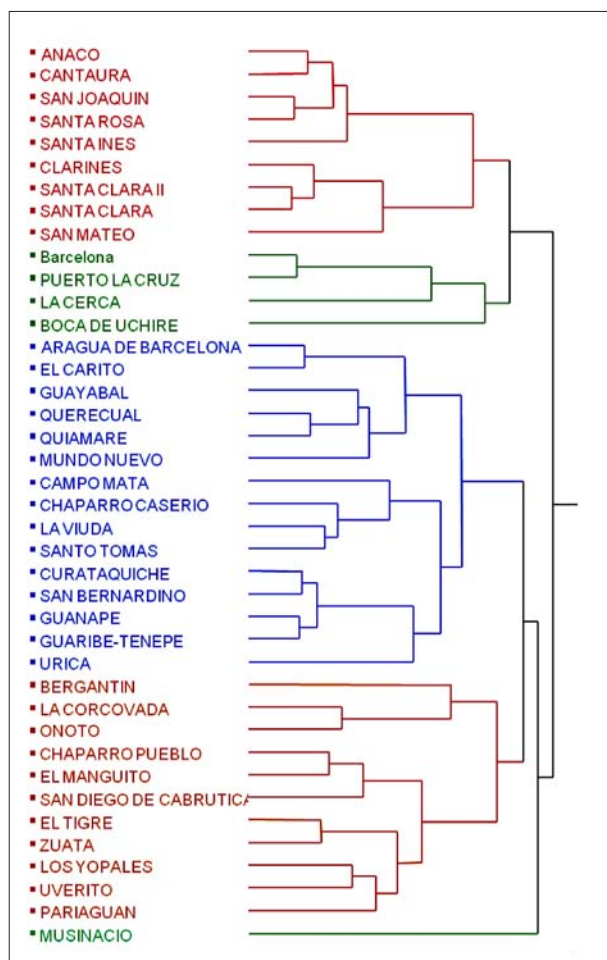 ANACO
CANTAURA
SAN JOAQUIN
SANTA ROSA
SANTA INES
CLARINES
SANTA CLARA II
SANTA CLARA
SAN MATEO
Barcelona
PUERTO LA CRUZ
LA CERCA
BOCA DE UCHIRE
ARAGUA DE BARCELONA
EL CARITO
GUAYABAL
QUERECUAL
QUIAMARE
MUNDO NUEVO
CAMPO MATA
CHAPARRO CASERIO
LA VIUDA
SANTO TOMAS
CURATAQUICHE
SAN BERNARDINO
GUANAPE
GUARIBE-TENEPE
URICA
BERGANTIN
LA CORCOVADA
ONOTO
CHAPARRO PUEBLO
EL MANGUITO
SAN DIEGO DE CABRUTICA
EL TIGRE
ZUATA
LOS YOPALES
UVERITO
PARIAGUAN
MUSINACIO